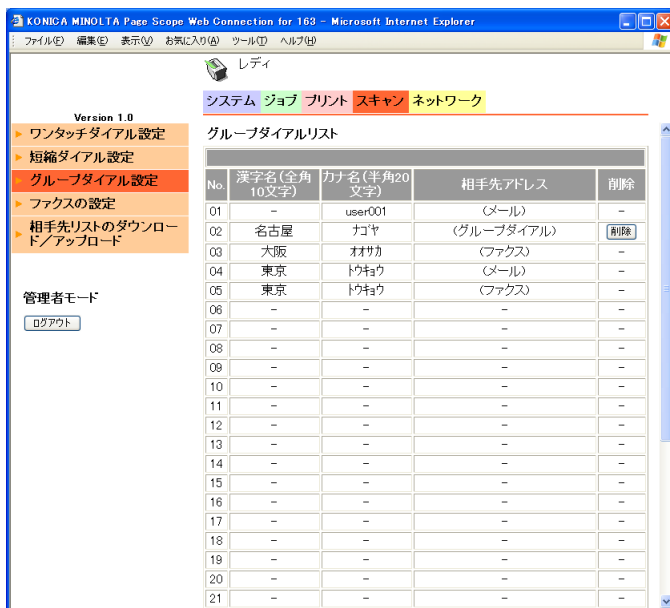 KONICA MINOLTA Page Scope Web Connection for 163 - Microsoft Internet Explorer
ファイル(F) 編集(E) 表示(V) お気に入り(A) ツール(T) ヘルプ(H)
レディ
システム ジョブ プリント スキャン ネットワーク
Version 1.0
ワンタッチダイアル設定
短縮ダイアル設定
グループダイアル設定
ファクスの設定
相手先リストのダウンロー
ド/アップロード
管理者モード
ログアウト
グループダイアルリスト
No. 漢字名(全角10文字) カナ名(半角20文字) 相手先アドレス 削除
01 - user001 (メール) -
02 名古屋 ナゴヤ (グループダイアル) 削除
03 大阪 オオサカ (ファクス) -
04 東京 トウキョウ (メール) -
05 東京 トウキョウ (ファクス) -
06 - - - -
07 - - - -
08 - - - -
09 - - - -
10 - - - -
11 - - - -
12 - - - -
13 - - - -
14 - - - -
15 - - - -
16 - - - -
17 - - - -
18 - - - -
19 - - - -
20 - - - -
21 - - - -